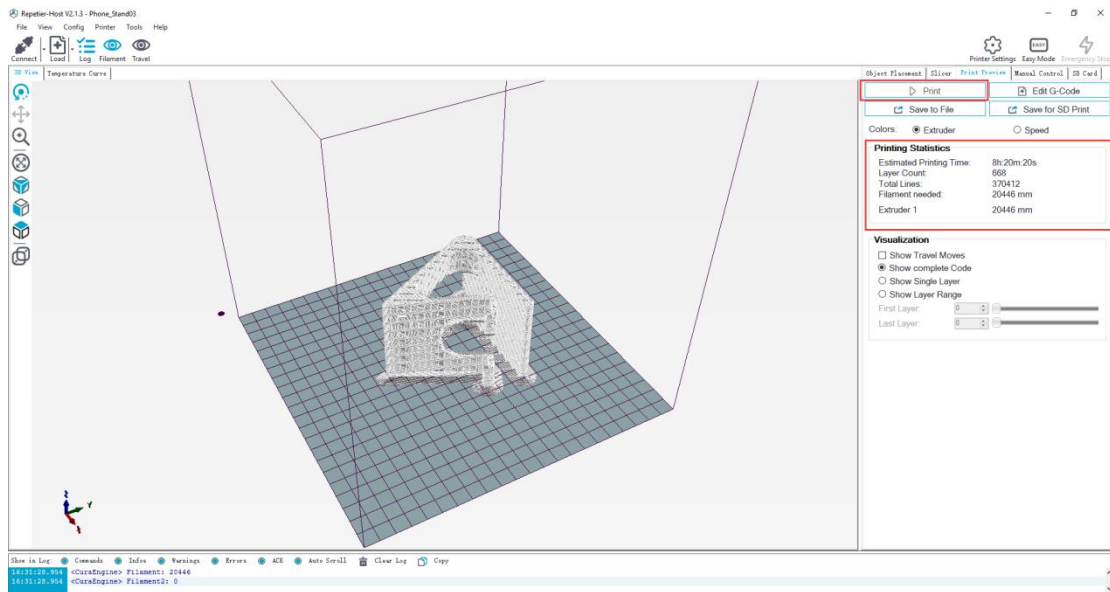 Repetier-Host V2.1.3 - Phone_Stand03
File View Config Printer Tools Help
Connect Load Log Filament Travel
Printer Settings Easy Mode Emergency Stop
EASY
3D View Temperature Curve
Object Placement Slicer Print Preview Manual Control SD Card
Print Edit G-Code
Save to File Save for SD Print
Colors: Extruder Speed
Printing Statistics
Estimated Printing Time: 8h:20m:20s
Layer Count: 668
Total Lines: 370412
Filament needed: 20446 mm
Extruder 1 20446 mm
Visualization
Show Travel Moves
Show complete Code
Show Single Layer
Show Layer Range
First Layer: 0
Last Layer: 0
Show in Log: Commands Infos Warnings Errors ACK Auto Scroll Clear Log Copy
16:31:28.954 <CuraEngine> Filament: 20446
16:31:28.954 <CuraEngine> Filament2: 0